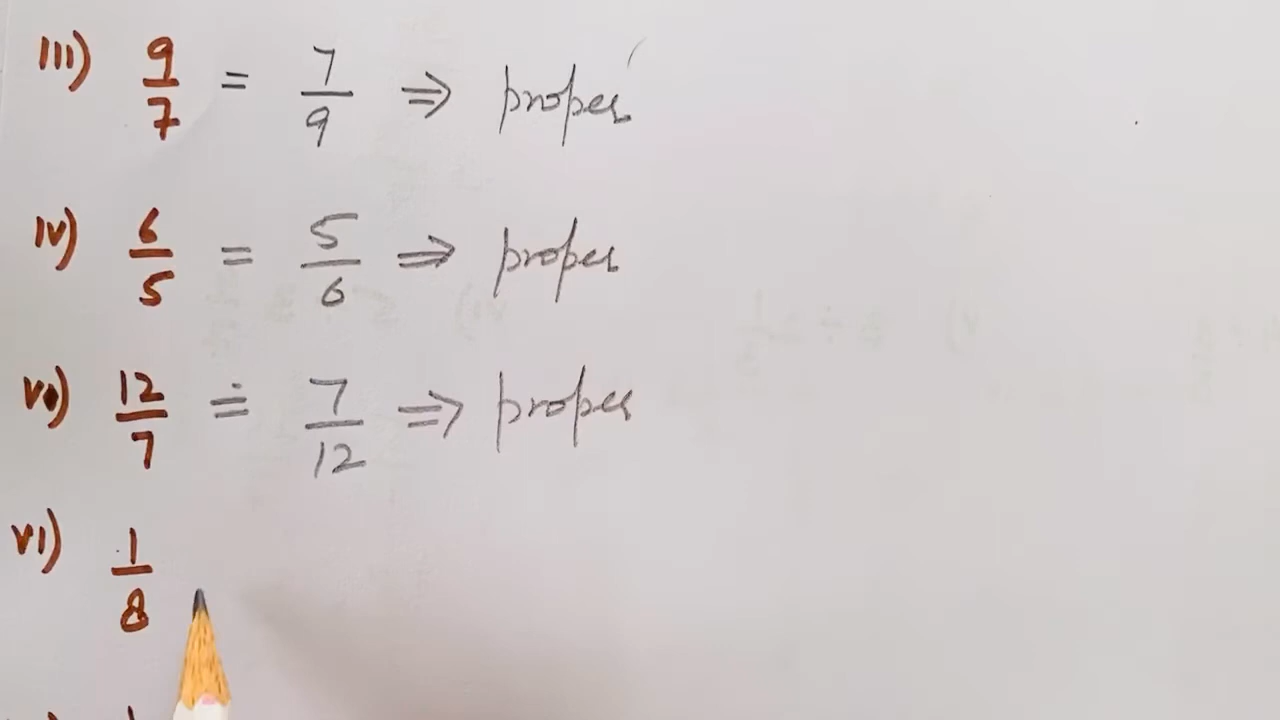 III) 9/7 = 7/9 ⇒ proper
IV) 6/5 = 5/6 ⇒ proper
V) 12/7 = 7/12 ⇒ proper
VI) 1/8